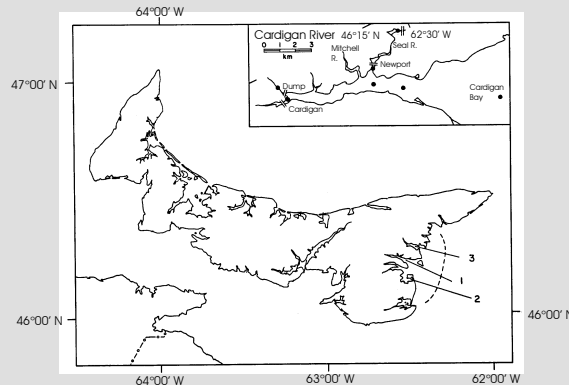 64°00' W
Cardigan River 46°15' N 62°30' W
0 1 2 3
km
Mitchell
R.
Seal R.
Newport
Dump
Cardigan
Cardigan
Bay
47°00' N
3
1
2
46°00' N
46°00' N
64°00' W
63°00' W
62°00' W